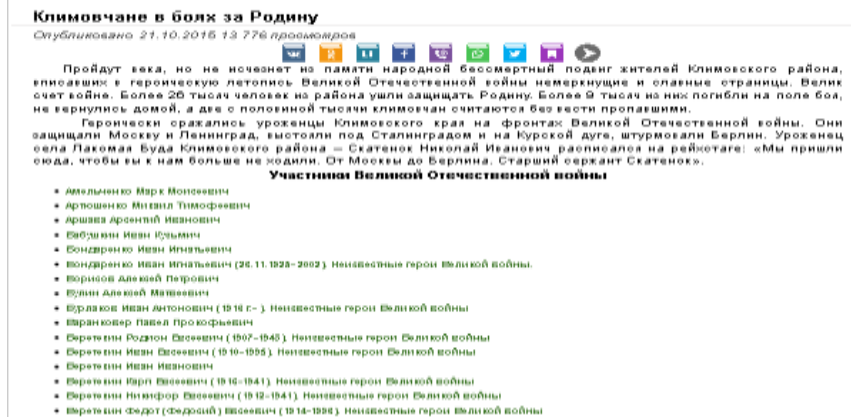 Климовчане в боях за Родину
Опубликовано 21.10.2015 13 776 просмотров
Пройдут века, но не исчезнет из памяти народной бессмертный подвиг жителей Климовского района,
вписавших в героическую летопись Великой Отечественной войны немеркнущие и славные страницы. Велик
счет войне. Более 26 тысяч человек из района ушли защищать Родину. Более 9 тысяч из них погибли на поле боя,
не вернулись домой, а две с половиной тысячи климовчан считаются без вести пропавшими.
Героически сражались уроженцы Климовского края на фронтах Великой Отечественной войны. Они
защищали Москву и Ленинград, выстояли под Сталинградом и на Курской дуге, штурмовали Берлин. Уроженец
села Лакомая Буда Климовского района – Скатенок Николай Иванович расписался на рейхстаге: «Мы пришли
сюда, чтобы вы к нам больше не ходили. От Москвы до Берлина. Старший сержант Скатенок».
Участники Великой Отечественной войны
Амельченко Марк Моисеевич
Артюшенко Михаил Тимофеевич
Аршава Арсентий Иванович
Бабушкин Иван Кузьмич
Бондаренко Иван Игнатьевич
Бондаренко Иван Игнатьевич (26.11.1928-2002). Неизвестные герои Великой войны.
Борисов Алексей Петрович
Булин Алексей Матвеевич
Бурлаков Иван Антонович (1916 г.- ). Неизвестные герои Великой войны
Варанковер Павел Прокофьевич
Веретехин Родион Евсеевич (1907-1943). Неизвестные герои Великой войны
Веретехин Иван Евсеевич (1910-1995). Неизвестные герои Великой войны
Веретехин Иван Иванович
Веретехин Карп Евсеевич (1916-1941). Неизвестные герои Великой войны
Веретехин Никифор Евсеевич (1912-1941). Неизвестные герои Великой войны
Веретехин Федот (Федосий) Евсеевич (1914-1996). Неизвестные герои Великой войны